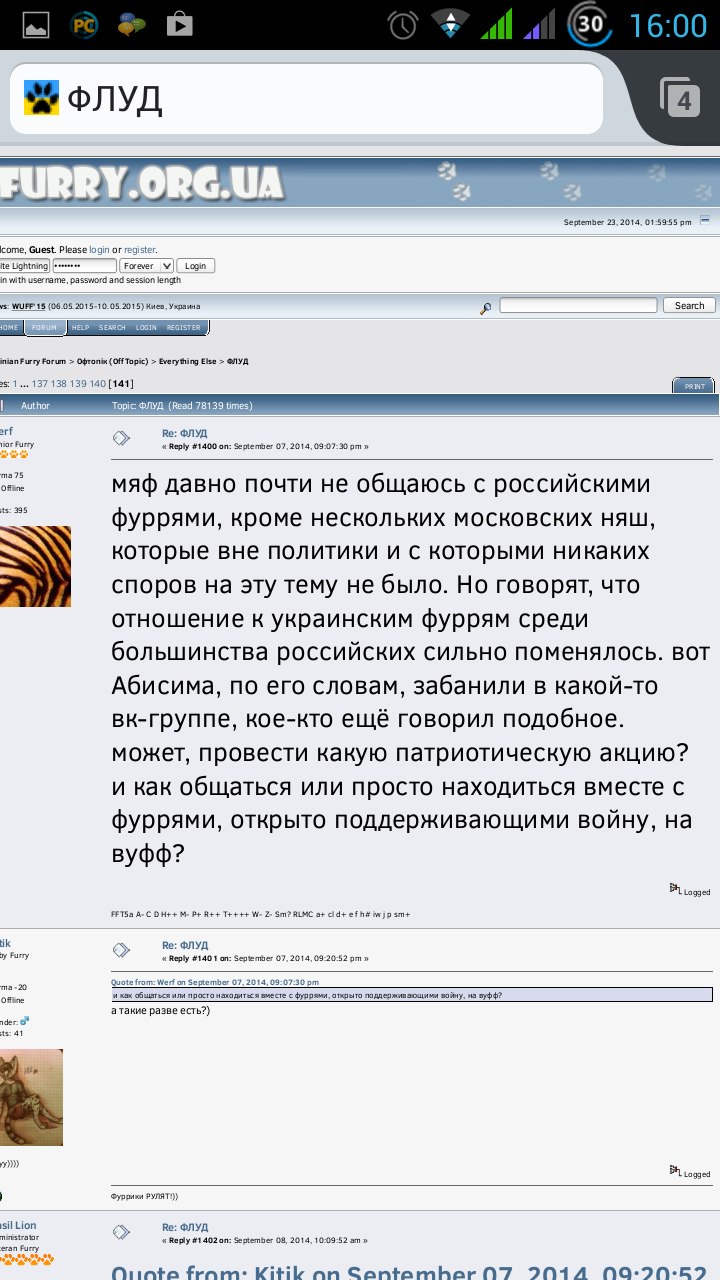 30 16:00
ФЛУД
4
FURRY.ORG.UA
September 23, 2014, 01:59:55 pm
lcome, Guest. Please login or register.
ite Lightning •••••••• Forever Login
in with username, password and session length
ws: WUFF'15 (06.05.2015-10.05.2015) Киев, Украина
Search
HOME FORUM HELP SEARCH LOGIN REGISTER
inian Furry Forum > Офтопік (Off Topic) > Everything Else > ФЛУД
es: 1 ... 137 138 139 140 [141]
PRINT
Author Topic: ФЛУД (Read 78139 times)
erf
nior Furry
rma 75
Offline
sts: 395
Re: ФЛУД
« Reply #1400 on: September 07, 2014, 09:07:30 pm »
мяф давно почти не общаюсь с российскими
фуррями, кроме нескольких московских няш,
которые вне политики и с которыми никаких
споров на эту тему не было. Но говорят, что
отношение к украинским фуррям среди
большинства российских сильно поменялось. вот
Абисима, по его словам, забанили в какой-то
вк-группе, кое-кто ещё говорил подобное.
может, провести какую патриотическую акцию?
и как общаться или просто находиться вместе с
фуррями, открыто поддерживающими войну, на
вуфф?
Logged
FFT5a A- C D H++ M- P+ R++ T++++ W- Z- Sm? RLMC a+ cl d+ e f h# iw j p sm+
tik
by Furry
rma -20
Offline
nder:
sts: 41
yy))))
Re: ФЛУД
« Reply #1401 on: September 07, 2014, 09:20:52 pm »
Quote from: Werf on September 07, 2014, 09:07:30 pm
и как общаться или просто находиться вместе с фуррями, открыто поддерживающими войну, на вуфф?
а такие разве есть?)
Logged
Фуррики РУЛЯТ!))
sil Lion
ministrator
teran Furry
Re: ФЛУД
« Reply #1402 on: September 08, 2014, 10:09:52 am »
Quote from: Kitik on September 07, 2014, 09:20:52